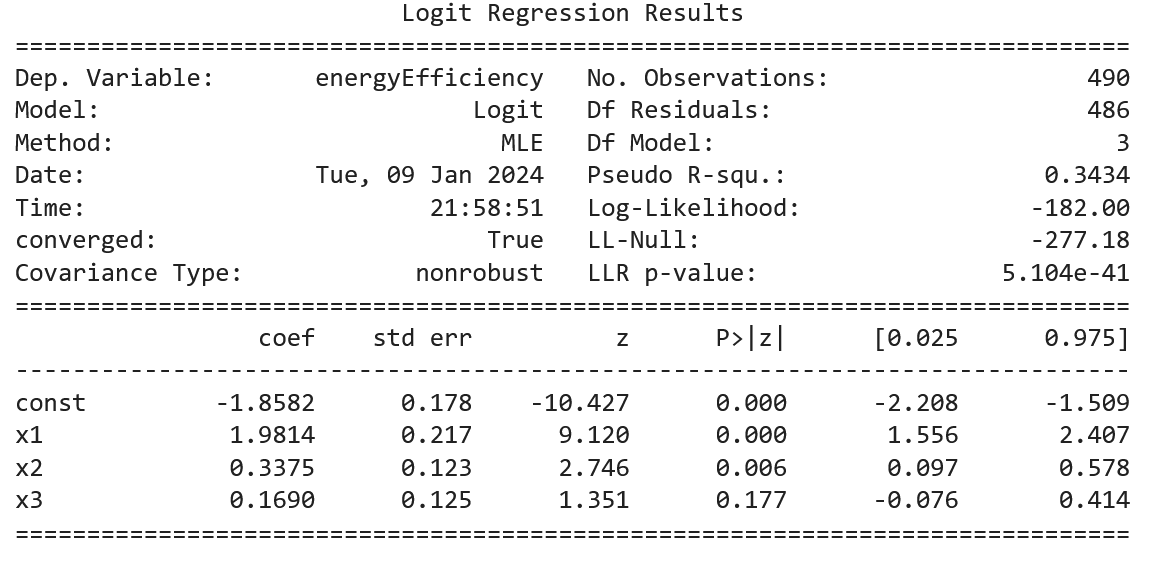 Logit Regression Results
==============================================================================
Dep. Variable: energyEfficiency No. Observations: 490
Model: Logit Df Residuals: 486
Method: MLE Df Model: 3
Date: Tue, 09 Jan 2024 Pseudo R-squ.: 0.3434
Time: 21:58:51 Log-Likelihood: -182.00
converged: True LL-Null: -277.18
Covariance Type: nonrobust LLR p-value: 5.104e-41
==============================================================================
coef std err z P>|z| [0.025 0.975]
------------------------------------------------------------------------------
const -1.8582 0.178 -10.427 0.000 -2.208 -1.509
x1 1.9814 0.217 9.120 0.000 1.556 2.407
x2 0.3375 0.123 2.746 0.006 0.097 0.578
x3 0.1690 0.125 1.351 0.177 -0.076 0.414
==============================================================================